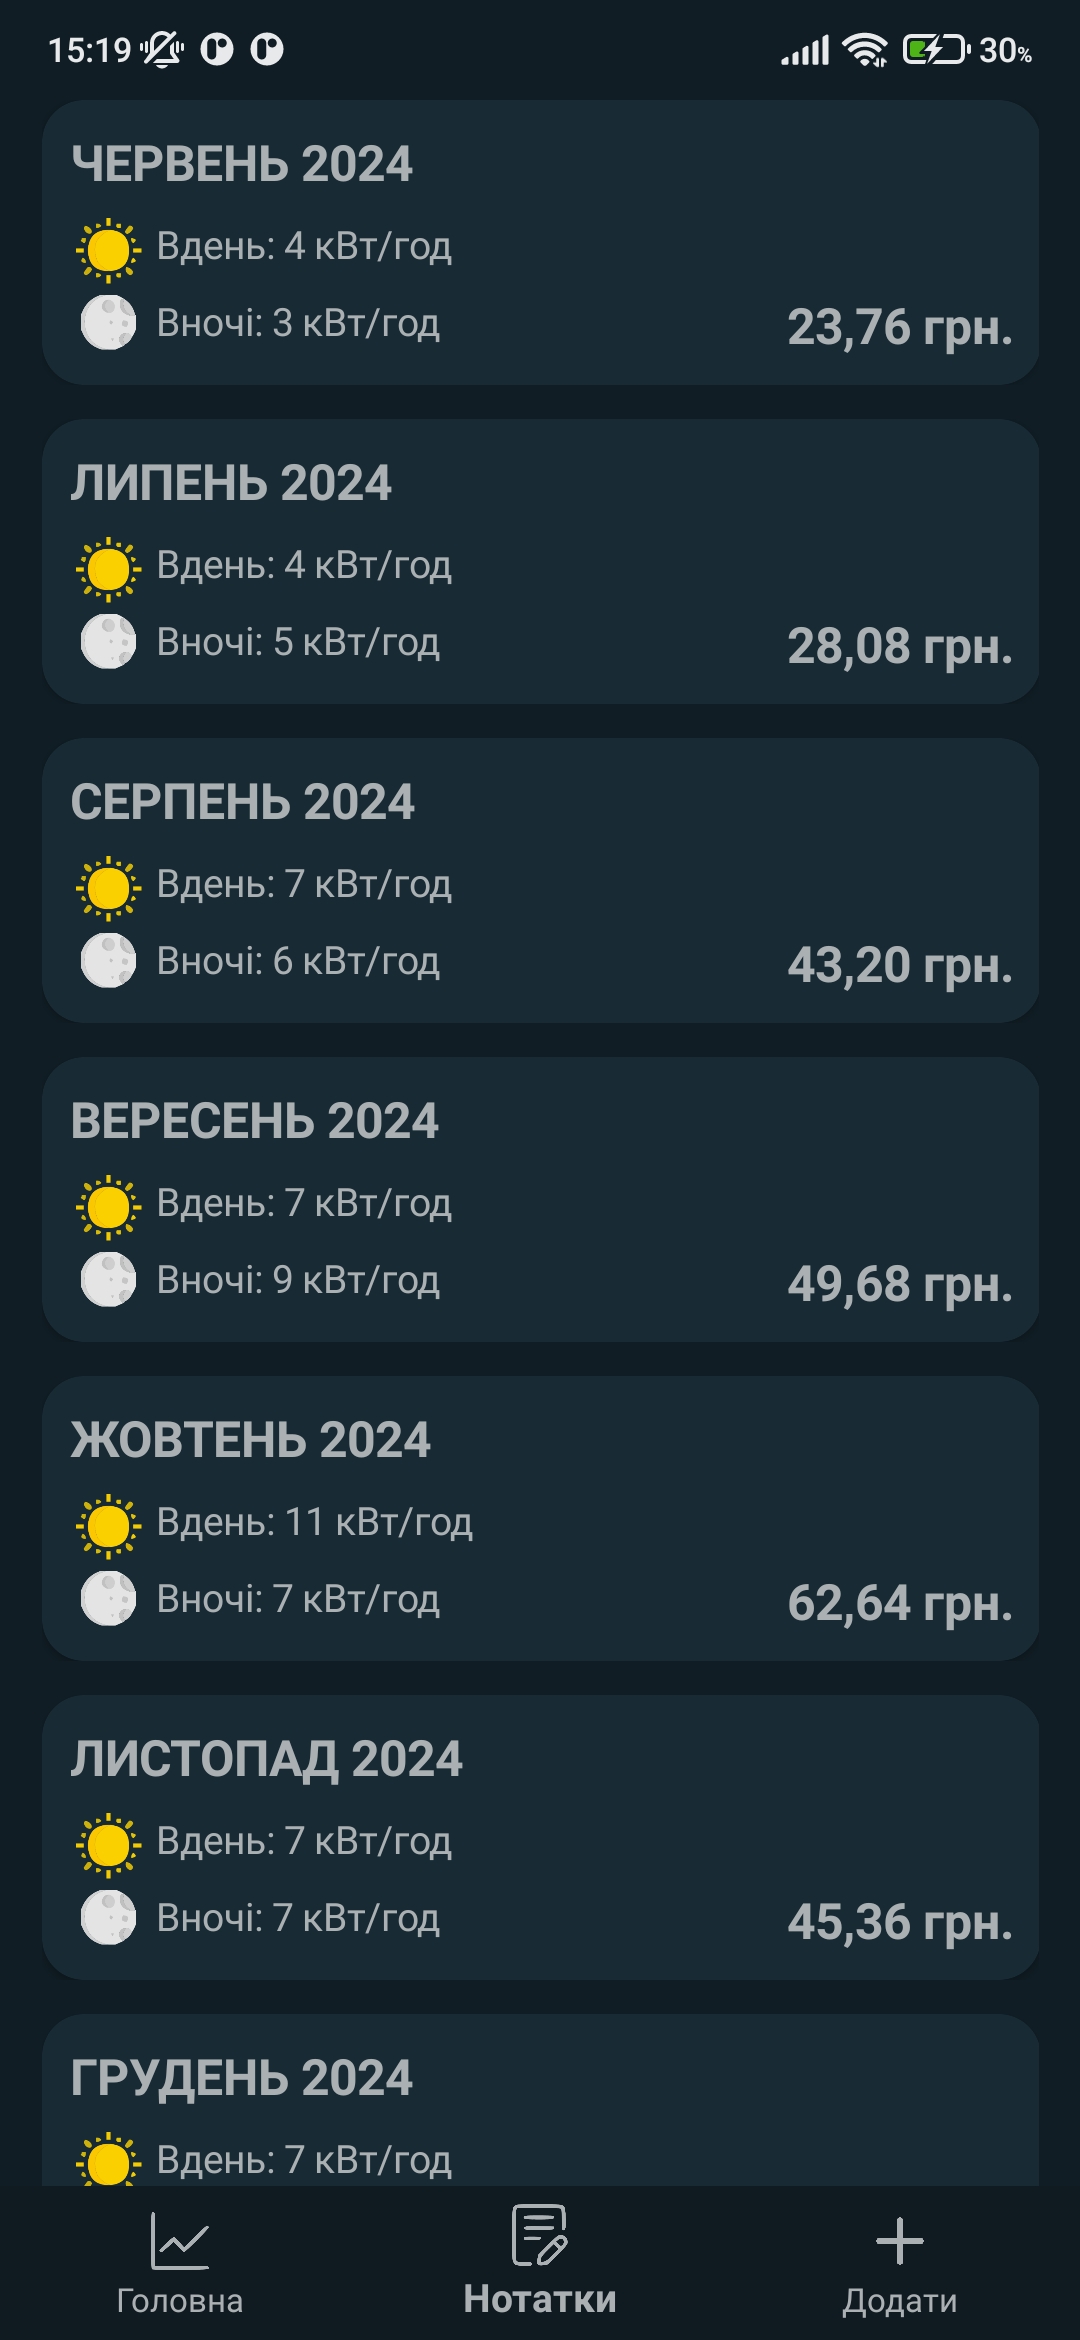 15:19 30%
ЧЕРВЕНЬ 2024
Вдень: 4 кВт/год
Вночі: 3 кВт/год
23,76 грн.
ЛИПЕНЬ 2024
Вдень: 4 кВт/год
Вночі: 5 кВт/год
28,08 грн.
СЕРПЕНЬ 2024
Вдень: 7 кВт/год
Вночі: 6 кВт/год
43,20 грн.
ВЕРЕСЕНЬ 2024
Вдень: 7 кВт/год
Вночі: 9 кВт/год
49,68 грн.
ЖОВТЕНЬ 2024
Вдень: 11 кВт/год
Вночі: 7 кВт/год
62,64 грн.
ЛИСТОПАД 2024
Вдень: 7 кВт/год
Вночі: 7 кВт/год
45,36 грн.
ГРУДЕНЬ 2024
Вдень: 7 кВт/год
Головна
Нотатки
Додати